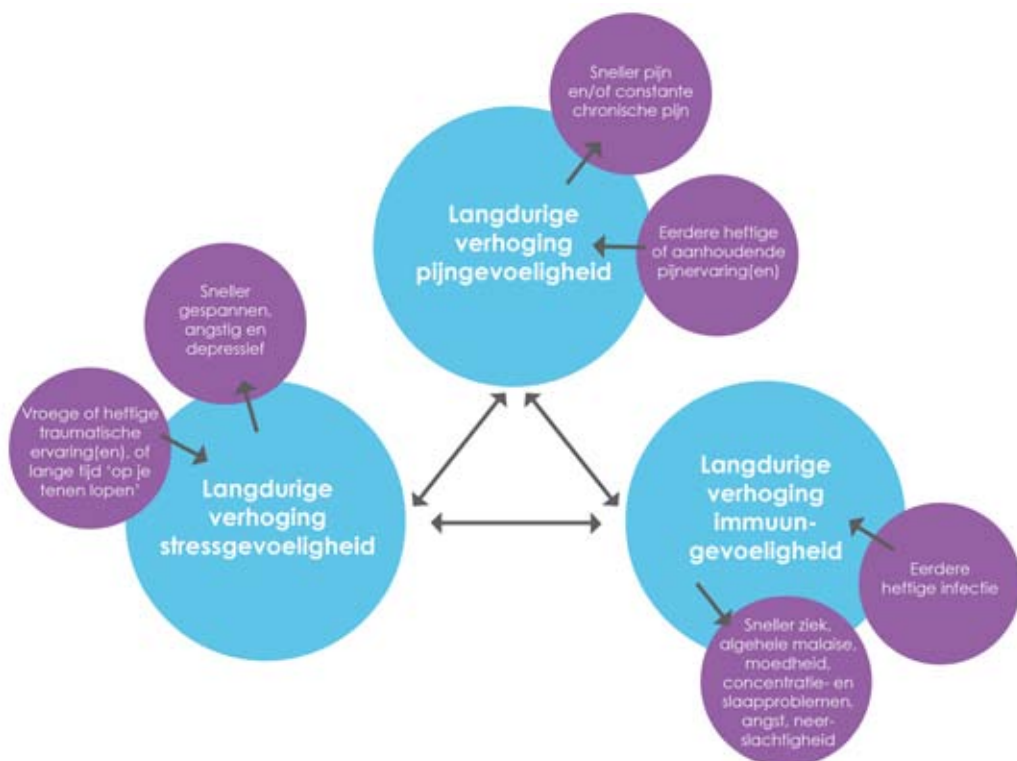 Sneller pijn
en/of constante
chronische pijn
Langdurige
verhoging
pijngevoeligheid
Eerdere heftige
of aanhoudende
pijnervaring(en)
Sneller
gespannen,
angstig en
depressief
Vroege of heftige
traumatische
ervaring(en), of
lange tijd ‘op je
tenen lopen’
Langdurige
verhoging
stressgevoeligheid
Langdurige
verhoging
immuun-
gevoeligheid
Eerdere
heftige infectie
Sneller ziek,
algehele malaise,
moedheid,
concentratie- en
slaapproblemen,
angst, neer-
slachtigheid